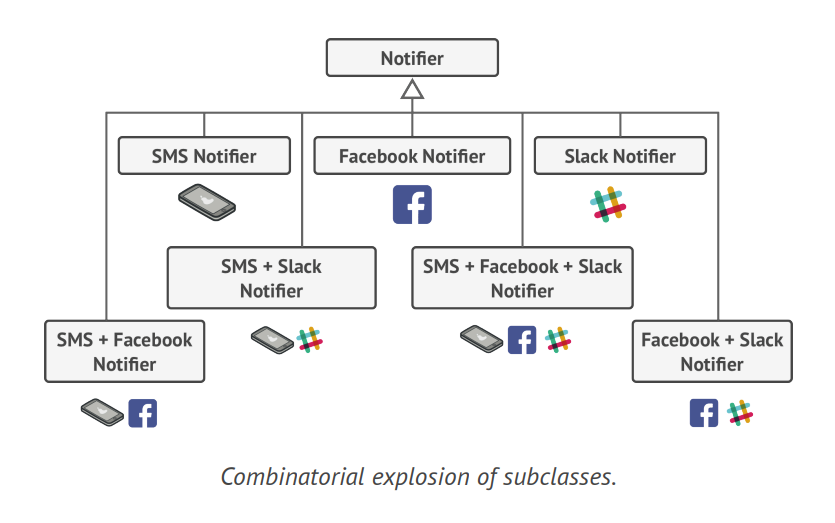 Notifier
SMS Notifier
Facebook Notifier
Slack Notifier
SMS + Slack
Notifier
SMS + Facebook + Slack
Notifier
SMS + Facebook
Notifier
Facebook + Slack
Notifier
Combinatorial explosion of subclasses.